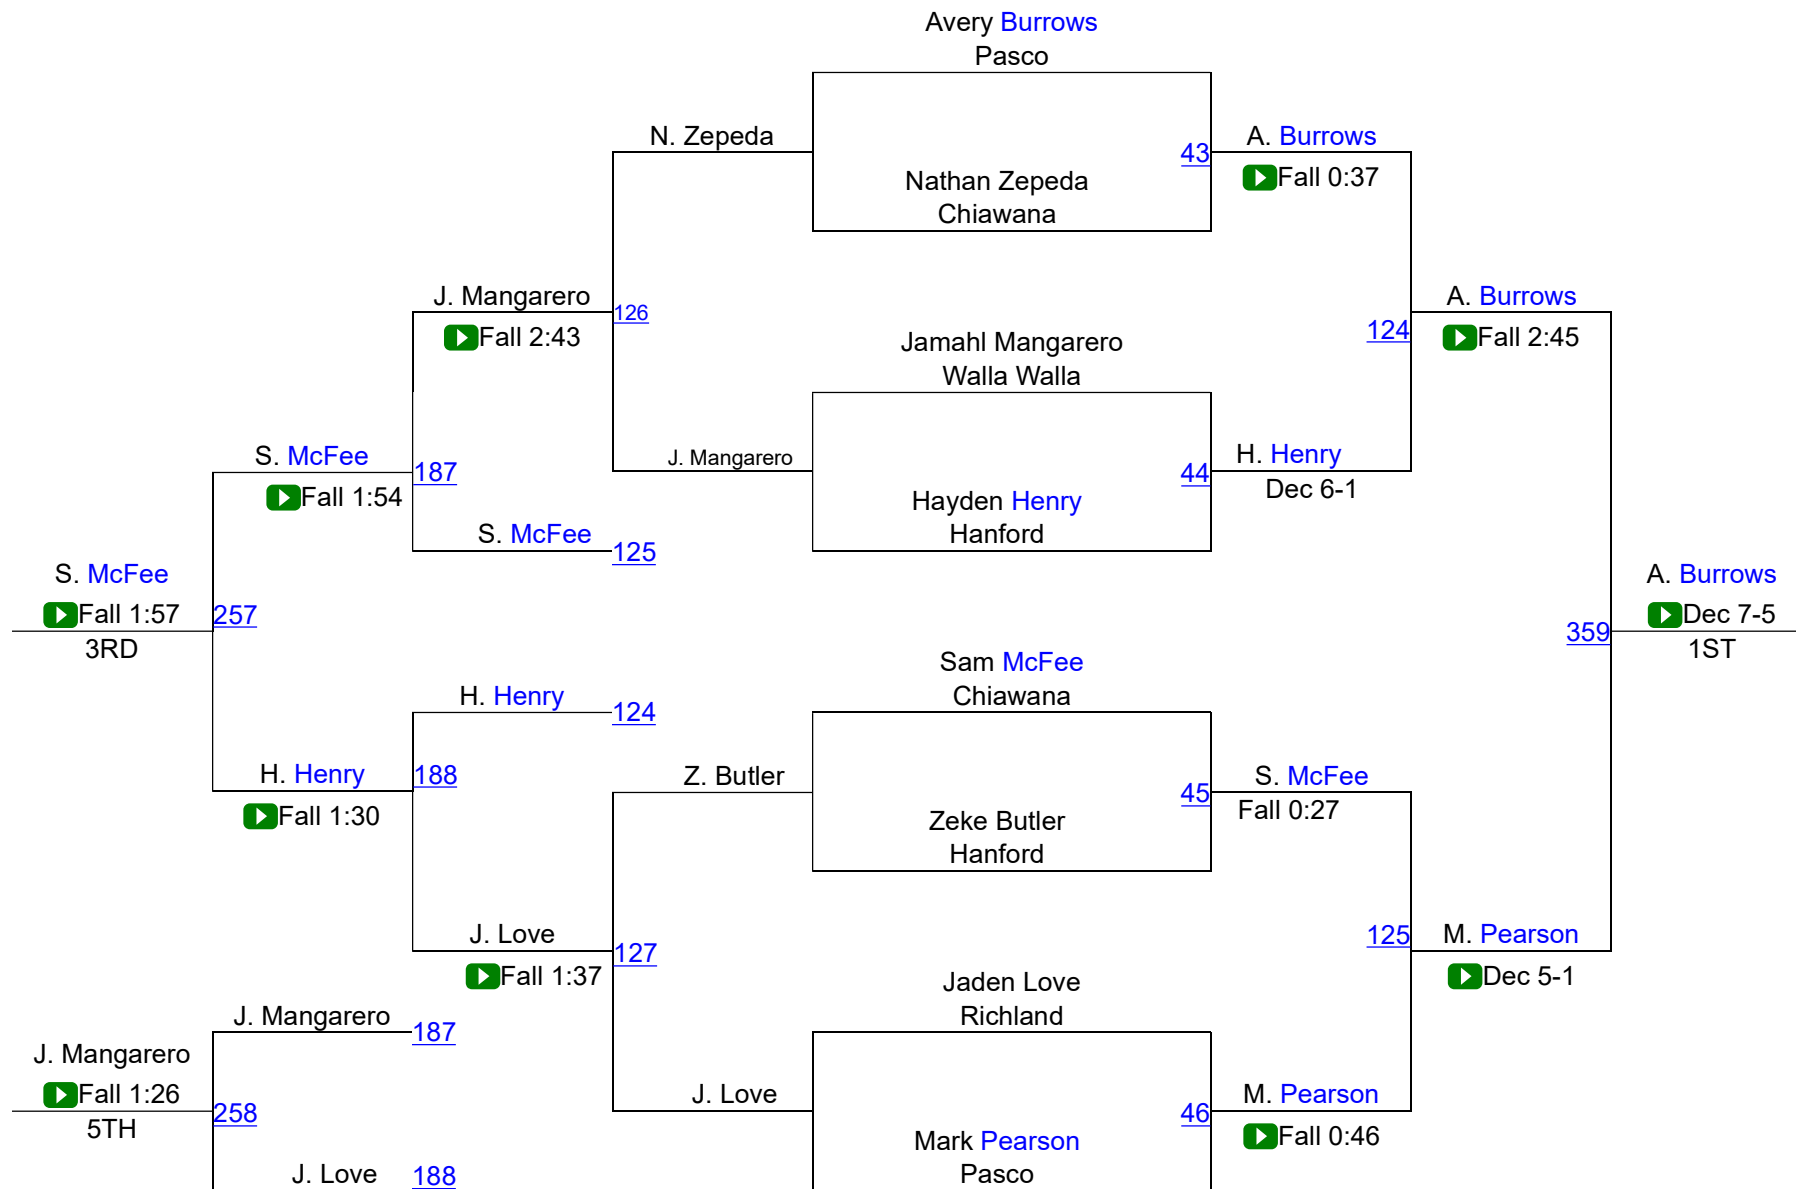 Avery Burrows
Pasco
N. Zepeda
43
A. Burrows
Fall 0:37
Nathan Zepeda
Chiawana
J. Mangarero
126
Fall 2:43
A. Burrows
124
Fall 2:45
Jamahl Mangarero
Walla Walla
S. McFee
187
Fall 1:54
J. Mangarero
44
H. Henry
Dec 6-1
Hayden Henry
Hanford
S. McFee
125
S. McFee
Fall 1:57
257
3RD
A. Burrows
Dec 7-5
359
1ST
Sam McFee
Chiawana
H. Henry
124
H. Henry
188
Fall 1:30
Z. Butler
45
S. McFee
Fall 0:27
Zeke Butler
Hanford
J. Love
127
Fall 1:37
125
M. Pearson
Dec 5-1
Jaden Love
Richland
J. Mangarero
187
J. Mangarero
Fall 1:26
258
5TH
J. Love
46
M. Pearson
Fall 0:46
Mark Pearson
Pasco
J. Love
188